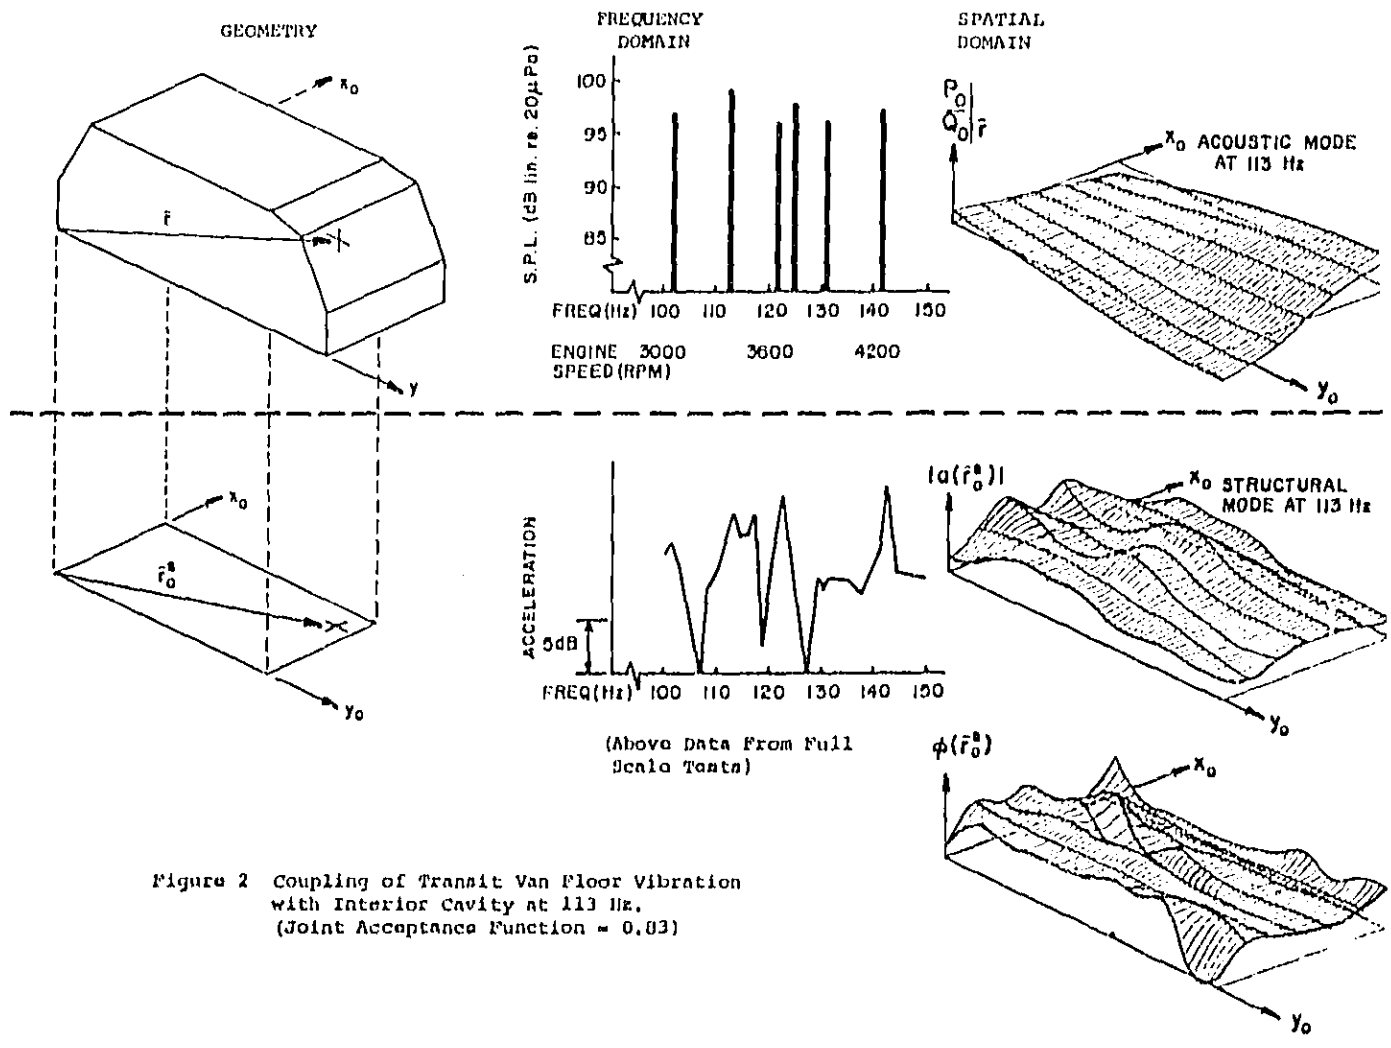 GEOMETRY
FREQUENCY
DOMAIN
SPATIAL
DOMAIN
x₀
r̂
y
S.P.L. (dB lin. re. 20μPa)
100
95
90
85
FREQ(Hz) 100 110 120 130 140 150
ENGINE 3000 3600 4200
SPEED (RPM)
P₀
Q₀ r̂
x₀ ACOUSTIC MODE
AT 113 Hz
y₀
x₀
r̂₀ˢ
y₀
ACCELERATION
5dB
FREQ(Hz) 100 110 120 130 140 150
(Above Data From Full
Scale Tests)
|a(r̂₀ˢ)|
x₀ STRUCTURAL
MODE AT 113 Hz
y₀
φ(r̂₀ˢ)
x₀
y₀
Figure 2 Coupling of Transit Van Floor Vibration
with Interior Cavity at 113 Hz.
(Joint Acceptance Function = 0.83)